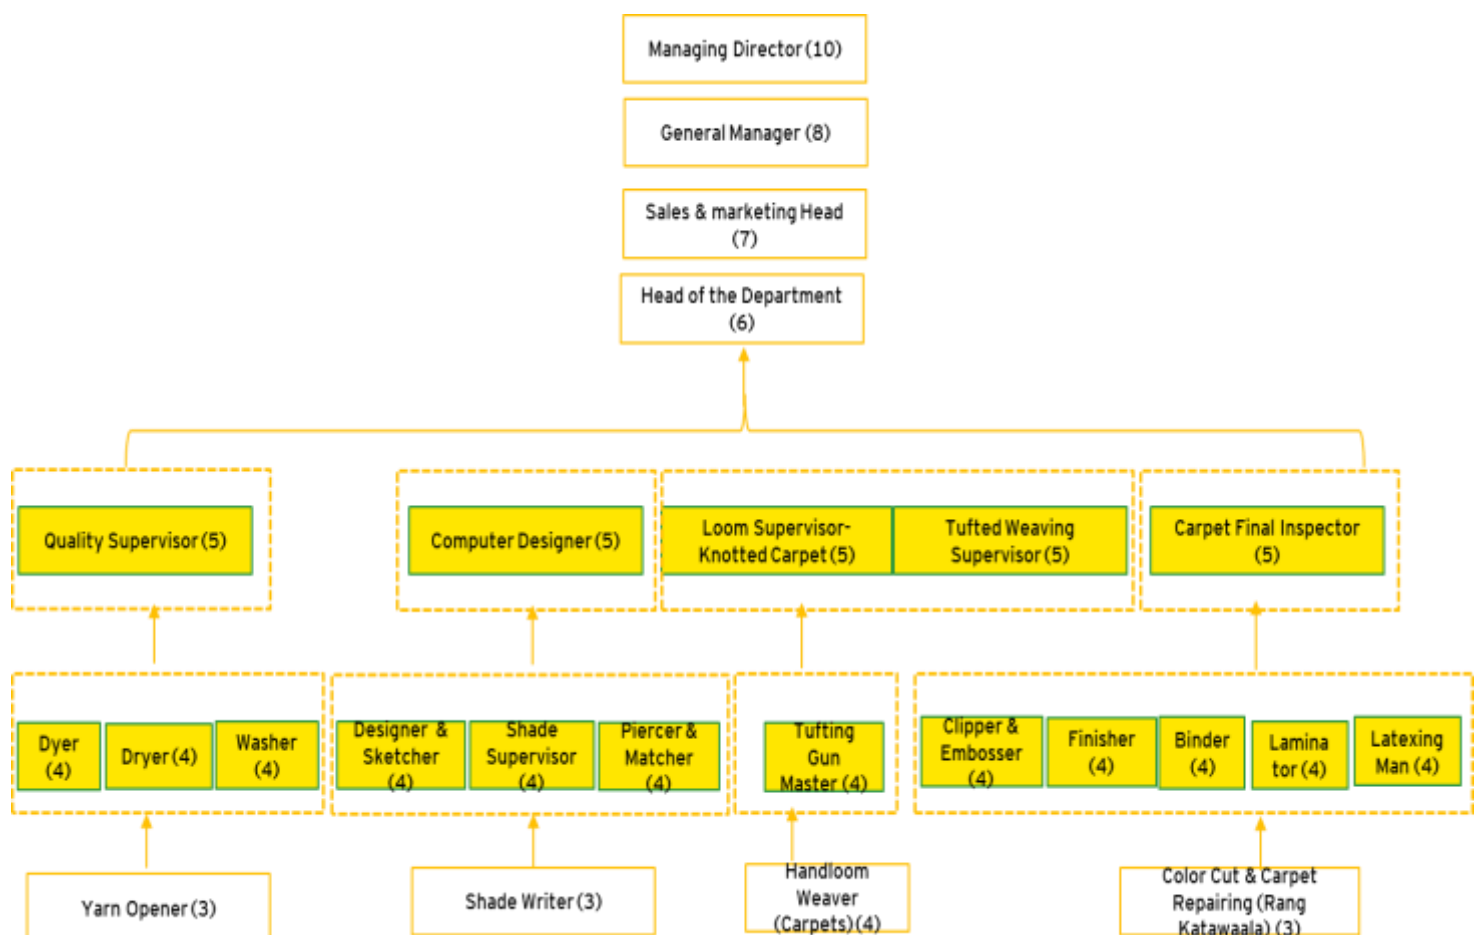 Managing Director (10)
General Manager (8)
Sales & marketing Head
(7)
Head of the Department
(6)
Quality Supervisor (5)
Computer Designer (5)
Loom Supervisor-
Knotted Carpet (5)
Tufted Weaving
Supervisor (5)
Carpet Final Inspector
(5)
Dyer
(4)
Dryer (4)
Washer
(4)
Designer &
Sketcher
(4)
Shade
Supervisor
(4)
Piercer &
Matcher
(4)
Tufting
Gun
Master (4)
Clipper &
Embosser
(4)
Finisher
(4)
Binder
(4)
Lamina
tor (4)
Latexing
Man (4)
Yarn Opener (3)
Shade Writer (3)
Handloom
Weaver
(Carpets) (4)
Color Cut & Carpet
Repairing (Rang
Katawaala) (3)